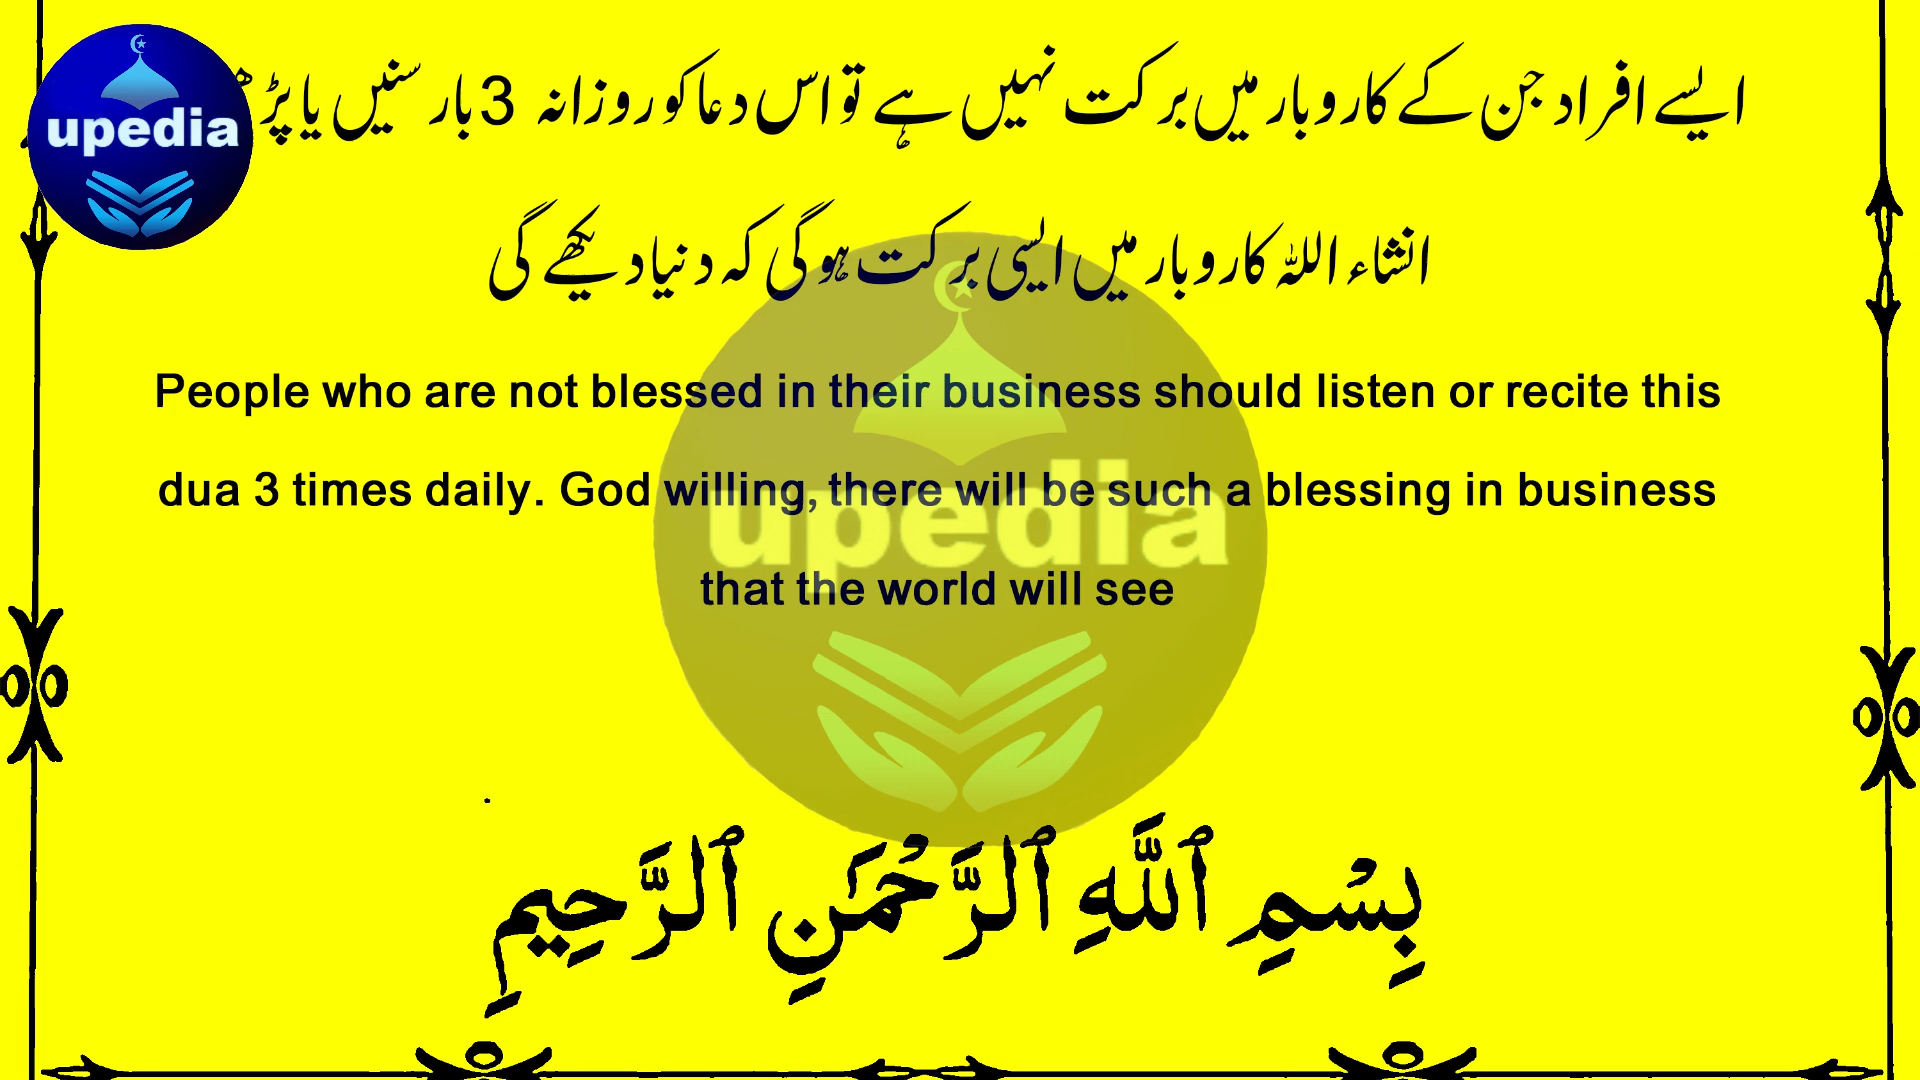 ایسے افراد جن کے کاروبار میں برکت نہیں ہے تو اس دعا کو روزانہ 3 بار سنیں یا
upedia
انشاء اللہ کاروبار میں ایسی برکت ہوگی کہ دنیا دیکھے گی
People who are not blessed in their business should listen or recite this
dua 3 times daily. God willing, there will be such a blessing in business
upedia
that the world will see
بِسْمِ ٱللَّهِ ٱلرَّحْمَٰنِ ٱلرَّحِيمِ